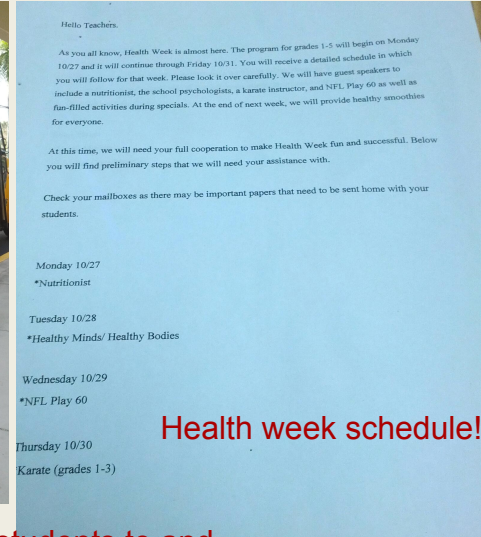 Hello Teachers.
As you all know, Health Week is almost here. The program for grades 1-5 will begin on Monday
10/27 and it will continue through Friday 10/31. You will receive a detailed schedule in which
you will follow for that week. Please look it over carefully. We will have guest speakers to
include a nutritionist, the school psychologists, a karate instructor, and NFL Play 60 as well as
fun-filled activities during specials. At the end of next week, we will provide healthy smoothies
for everyone.
At this time, we will need your full cooperation to make Health Week fun and successful. Below
you will find preliminary steps that we will need your assistance with.
Check your mailboxes as there may be important papers that need to be sent home with your
students.
Monday 10/27
*Nutritionist
Tuesday 10/28
*Healthy Minds/ Healthy Bodies
Wednesday 10/29
*NFL Play 60
Health week schedule!
Thursday 10/30
*Karate (grades 1-3)
students to and